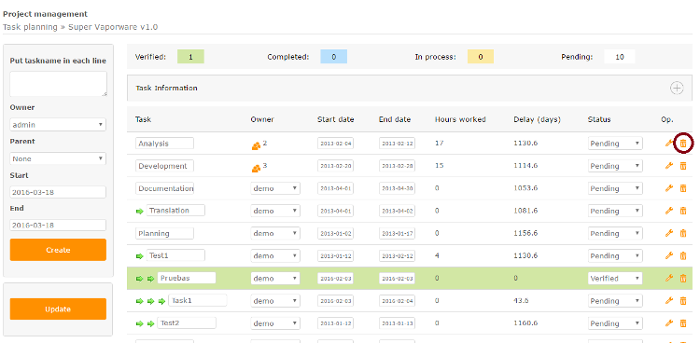 Project management
Task planning » Super Vaporware v1.0
Put taskname in each line
Owner
admin
Parent
None
Start
2016-03-18
End
2016-03-18
Create
Update
Verified: 1 Completed: 0 In process: 0 Pending: 10
Task Information
Task Owner Start date End date Hours worked Delay (days) Status Op.
Analysis 2 2013-02-04 2013-02-12 17 1130.6 Pending
Development 3 2013-02-20 2013-02-28 15 1114.6 Pending
Documentation demo 2013-04-01 2013-04-28 0 1053.6 Pending
Translation demo 2013-04-01 2013-04-02 0 1081.6 Pending
Planning demo 2013-01-02 2013-01-17 0 1156.6 Pending
Test1 demo 2013-01-12 2013-02-12 4 1130.6 Pending
Pruebas demo 2016-02-03 2016-02-03 0 0 Verified
Task1 demo 2016-02-03 2016-02-04 0 43.6 Pending
Test2 demo 2013-01-12 2013-01-13 0 1160.6 Pending